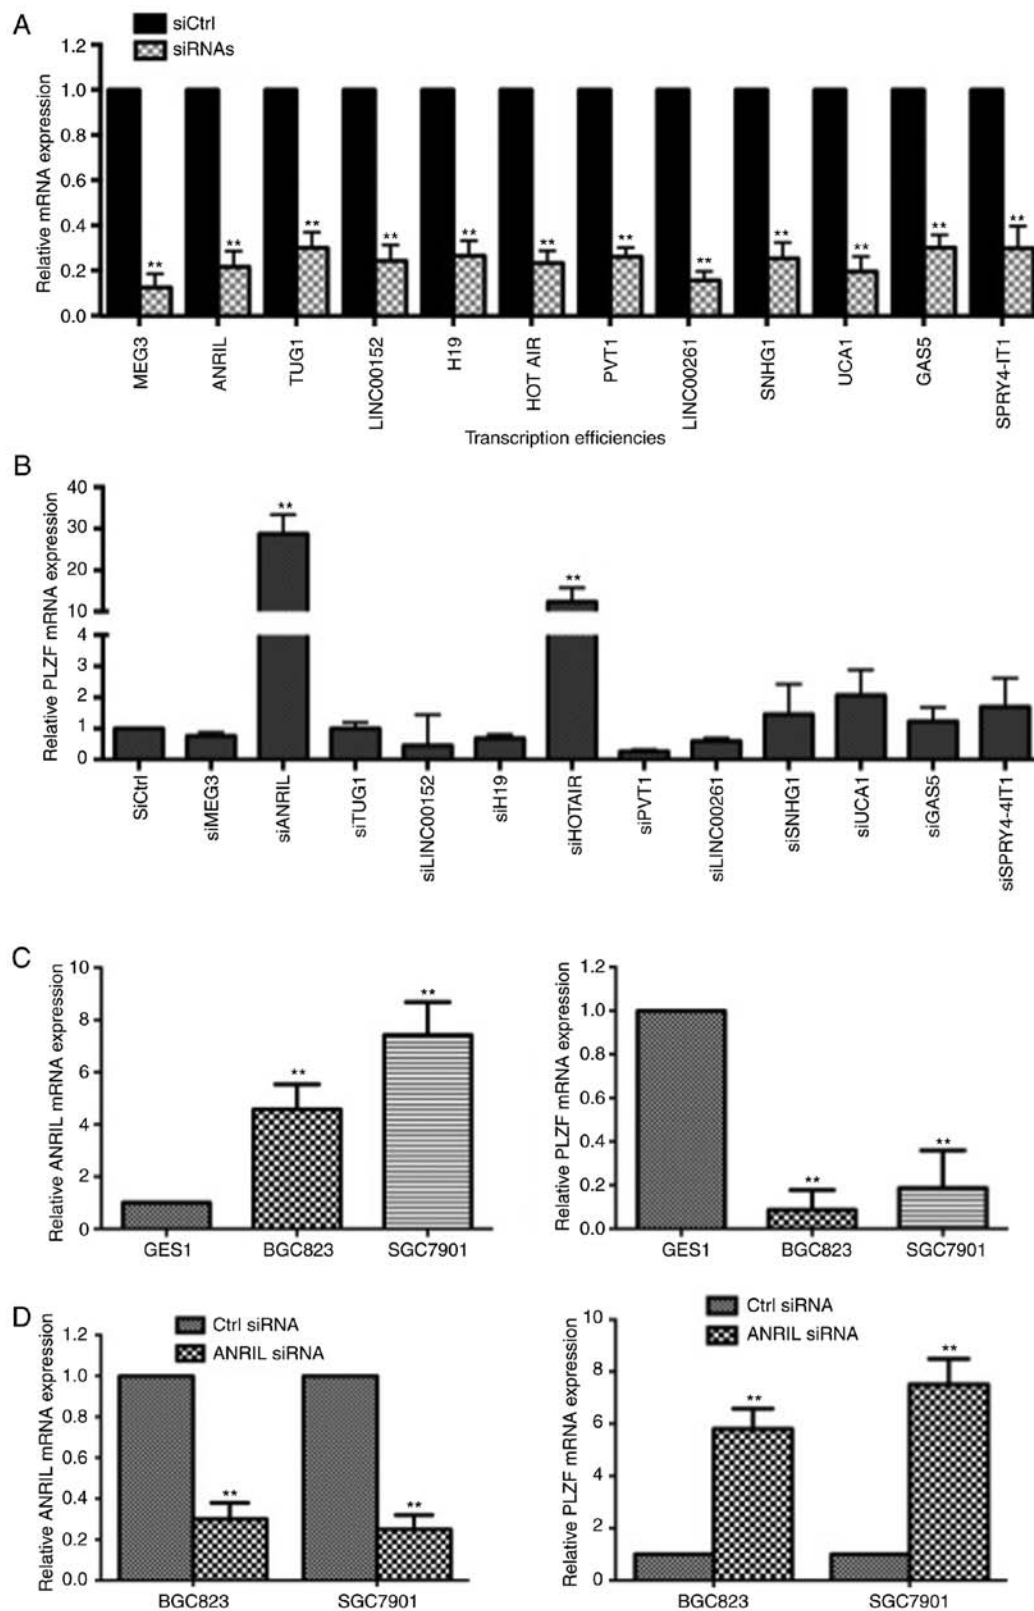 A
siCtrl
siRNAs
Relative mRNA expression
1.2
1.0
0.8
0.6
0.4
0.2
0.0
** ** ** ** ** ** ** ** ** ** ** **
MEG3 ANRIL TUG1 LINC00152 H19 HOT AIR PVT1 LINC00261 SNHG1 UCA1 GAS5 SPRY4-IT1
Transcription efficiencies
B
Relative PLZF mRNA expression
40
30
20
10
4
3
2
1
0
** **
SiCtrl siMEG3 siANRIL siTUG1 siLINC00152 siH19 siHOTAIR siPVT1 siLINC00261 siSNHG1 siUCA1 siGAS5 siSPRY4-4IT1
C
Relative ANRIL mRNA expression
10
8
6
4
2
0
** **
GES1 BGC823 SGC7901
Relative PLZF mRNA expression
1.2
1.0
0.8
0.6
0.4
0.2
0.0
** **
GES1 BGC823 SGC7901
D
Ctrl siRNA
ANRIL siRNA
Relative ANRIL mRNA expression
1.2
1.0
0.8
0.6
0.4
0.2
0.0
** **
BGC823 SGC7901
Ctrl siRNA
ANRIL siRNA
Relative PLZF mRNA expression
10
8
6
4
2
0
** **
BGC823 SGC7901